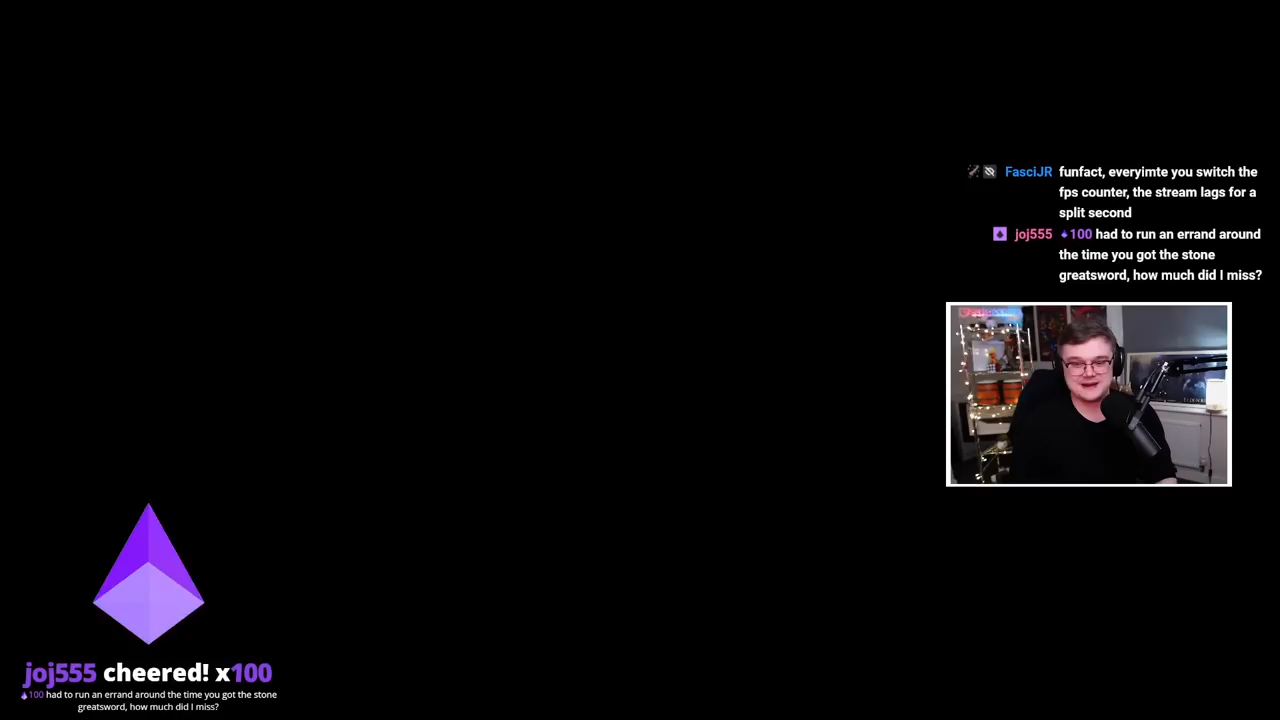 FasciJR funfact, everyimte you switch the
fps counter, the stream lags for a
split second
joj555 100 had to run an errand around
the time you got the stone
greatsword, how much did I miss?
joj555 cheered! x100
100 had to run an errand around the time you got the stone
greatsword, how much did I miss?